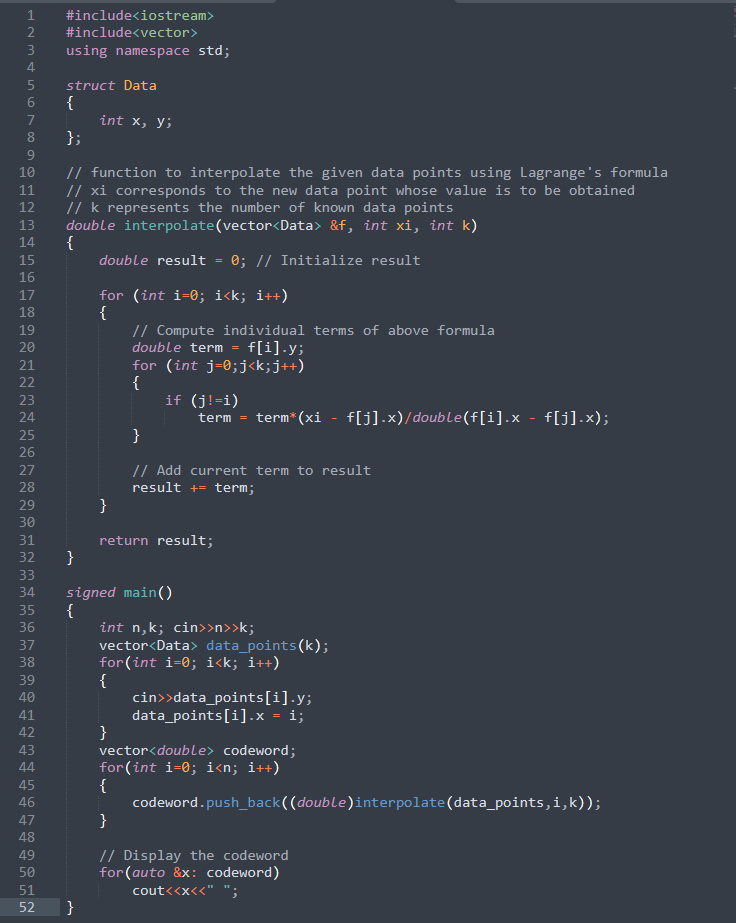 1 #include<iostream>
2 #include<vector>
3 using namespace std;
4
5 struct Data
6 {
7     int x, y;
8 };
9
10 // function to interpolate the given data points using Lagrange's formula
11 // xi corresponds to the new data point whose value is to be obtained
12 // k represents the number of known data points
13 double interpolate(vector<Data> &f, int xi, int k)
14 {
15     double result = 0; // Initialize result
16
17     for (int i=0; i<k; i++)
18     {
19         // Compute individual terms of above formula
20         double term = f[i].y;
21         for (int j=0;j<k;j++)
22         {
23             if (j!=i)
24                 term = term*(xi - f[j].x)/double(f[i].x - f[j].x);
25         }
26
27         // Add current term to result
28         result += term;
29     }
30
31     return result;
32 }
33
34 signed main()
35 {
36     int n,k; cin>>n>>k;
37     vector<Data> data_points(k);
38     for(int i=0; i<k; i++)
39     {
40         cin>>data_points[i].y;
41         data_points[i].x = i;
42     }
43     vector<double> codeword;
44     for(int i=0; i<n; i++)
45     {
46         codeword.push_back((double)interpolate(data_points,i,k));
47     }
48
49     // Display the codeword
50     for(auto &x: codeword)
51         cout<<x<<" ";
52 }